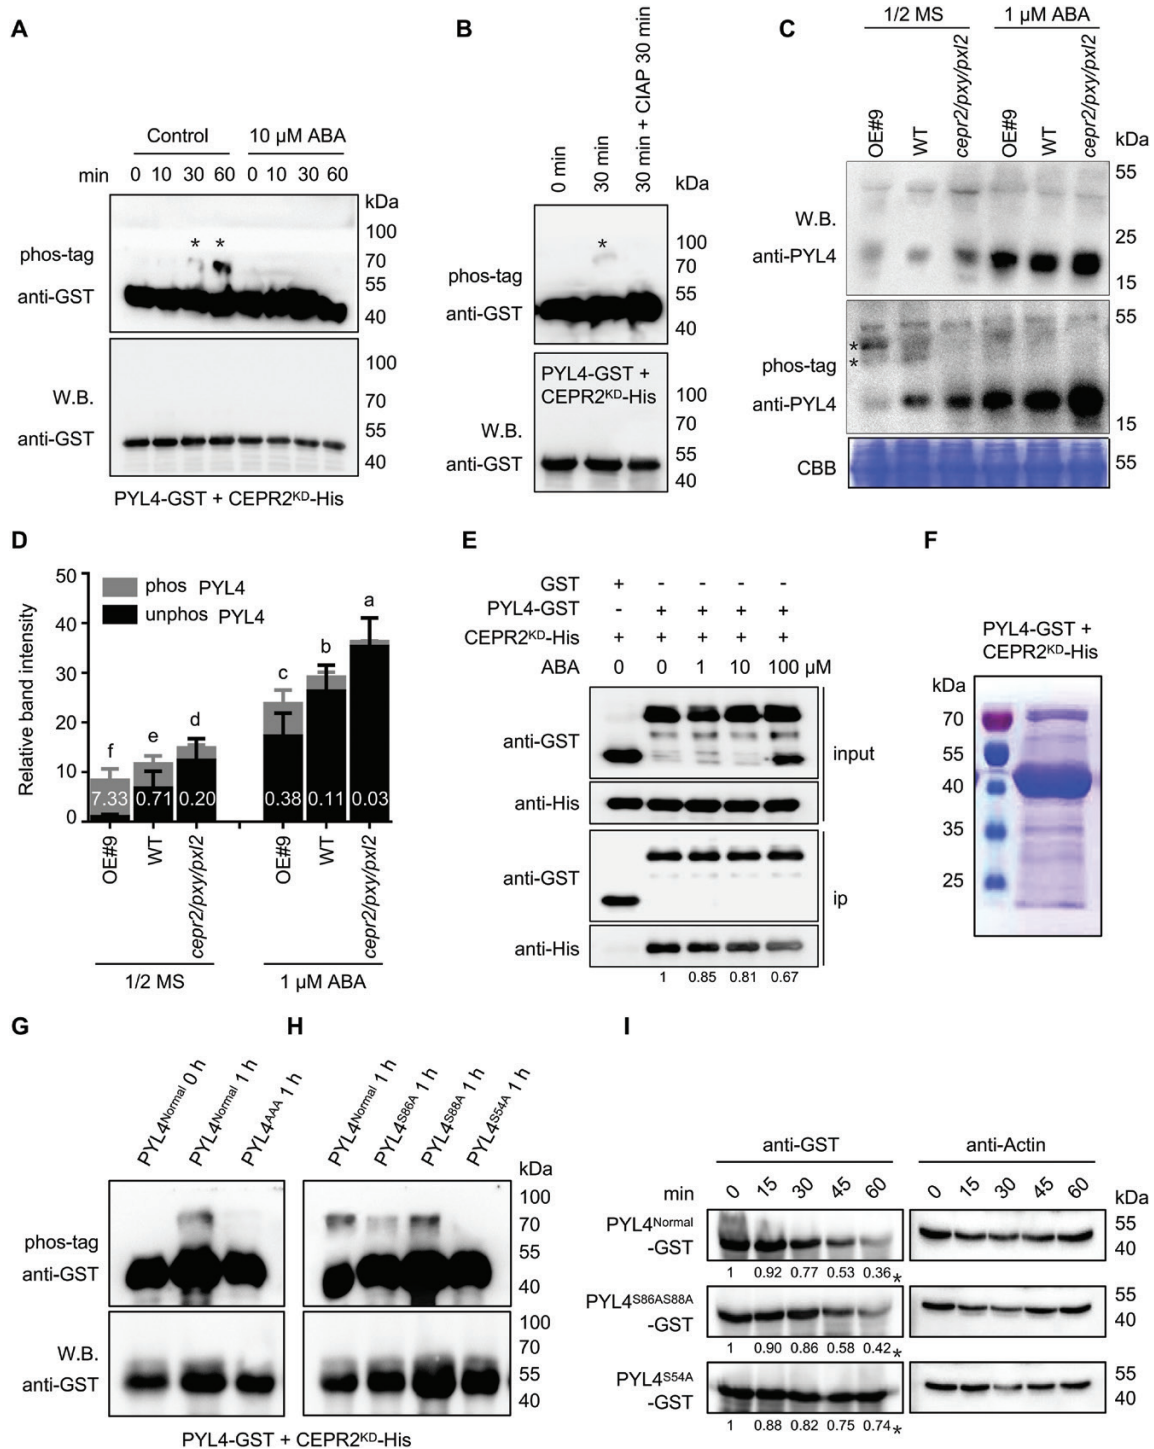 A
Control
10 µM ABA
min
0 10 30 60 0 10 30 60
kDa
* *
phos-tag
anti-GST
100
70
55
40
W.B.
anti-GST
100
70
55
40
PYL4-GST + CEPR2KD-His
B
0 min
30 min
30 min + CIAP 30 min
kDa
*
phos-tag
anti-GST
100
70
55
40
PYL4-GST +
CEPR2KD-His
W.B.
anti-GST
100
70
55
40
C
1/2 MS
1 µM ABA
OE#9
WT
cepr2/pxy/pxl2
OE#9
WT
cepr2/pxy/pxl2
kDa
W.B.
anti-PYL4
55
25
15
*
*
phos-tag
anti-PYL4
55
15
CBB
55
D
Relative band intensity
50
40
30
20
10
0
phos PYL4
unphos PYL4
f e d c b a
7.33 0.71 0.20 0.38 0.11 0.03
OE#9
WT
cepr2/pxy/pxl2
OE#9
WT
cepr2/pxy/pxl2
1/2 MS
1 µM ABA
E
GST + - - - -
PYL4-GST - + + + +
CEPR2KD-His + + + + +
ABA 0 0 1 10 100 µM
anti-GST
input
anti-His
anti-GST
ip
anti-His
1 0.85 0.81 0.67
F
PYL4-GST +
CEPR2KD-His
kDa
70
55
40
35
25
G
PYL4Normal 0 h
PYL4Normal 1 h
PYL4AAA 1 h
phos-tag
anti-GST
W.B.
anti-GST
H
PYL4Normal 1 h
PYL4S86A 1 h
PYL4S88A 1 h
PYL4S54A 1 h
kDa
100
70
55
40
100
70
55
40
PYL4-GST + CEPR2KD-His
I
anti-GST
anti-Actin
min
0 15 30 45 60
0 15 30 45 60
kDa
PYL4Normal
-GST
55
40
1 0.92 0.77 0.53 0.36 *
PYL4S86AS88A
-GST
55
40
1 0.90 0.86 0.58 0.42 *
PYL4S54A
-GST
55
40
1 0.88 0.82 0.75 0.74 *